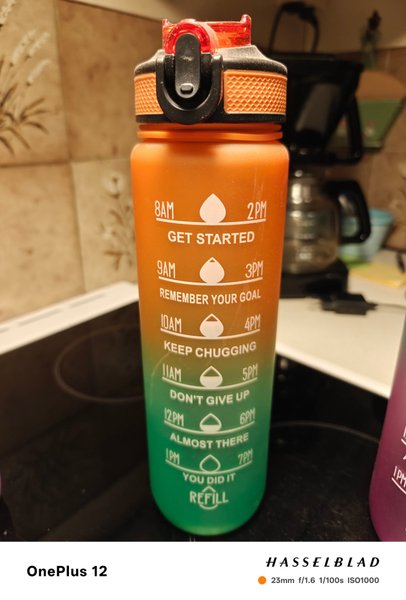 8AM 2PM
GET STARTED
9AM 3PM
REMEMBER YOUR GOAL
10AM 4PM
KEEP CHUGGING
11AM 5PM
DON'T GIVE UP
12PM 6PM
ALMOST THERE
1PM 7PM
YOU DID IT
REFILL
1PM
OnePlus 12
HASSELBLAD
23mm f/1.6 1/100s ISO1000